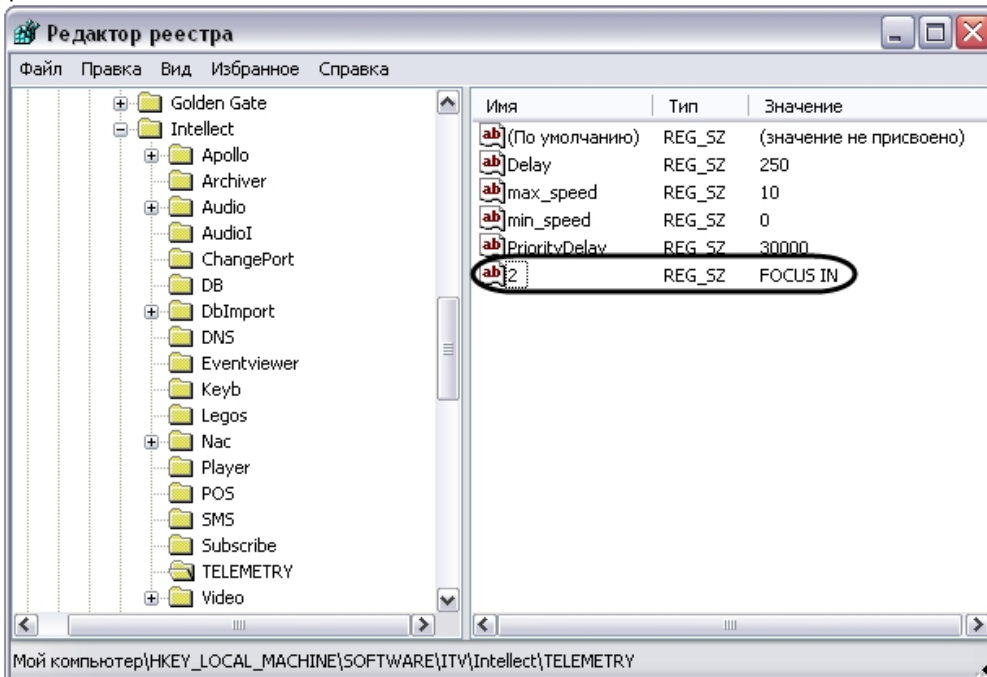 Редактор реестра
Файл Правка Вид Избранное Справка
Golden Gate
Intellect
Apollo
Archiver
Audio
AudioI
ChangePort
DB
DbImport
DNS
Eventviewer
Keyb
Legos
Nac
Player
POS
SMS
Subscribe
TELEMETRY
Video
Имя Тип Значение
(По умолчанию) REG_SZ (значение не присвоено)
Delay REG_SZ 250
max_speed REG_SZ 10
min_speed REG_SZ 0
PriorityDelay REG_SZ 30000
2 REG_SZ FOCUS IN
Мой компьютер\HKEY_LOCAL_MACHINE\SOFTWARE\ITV\Intellect\TELEMETRY